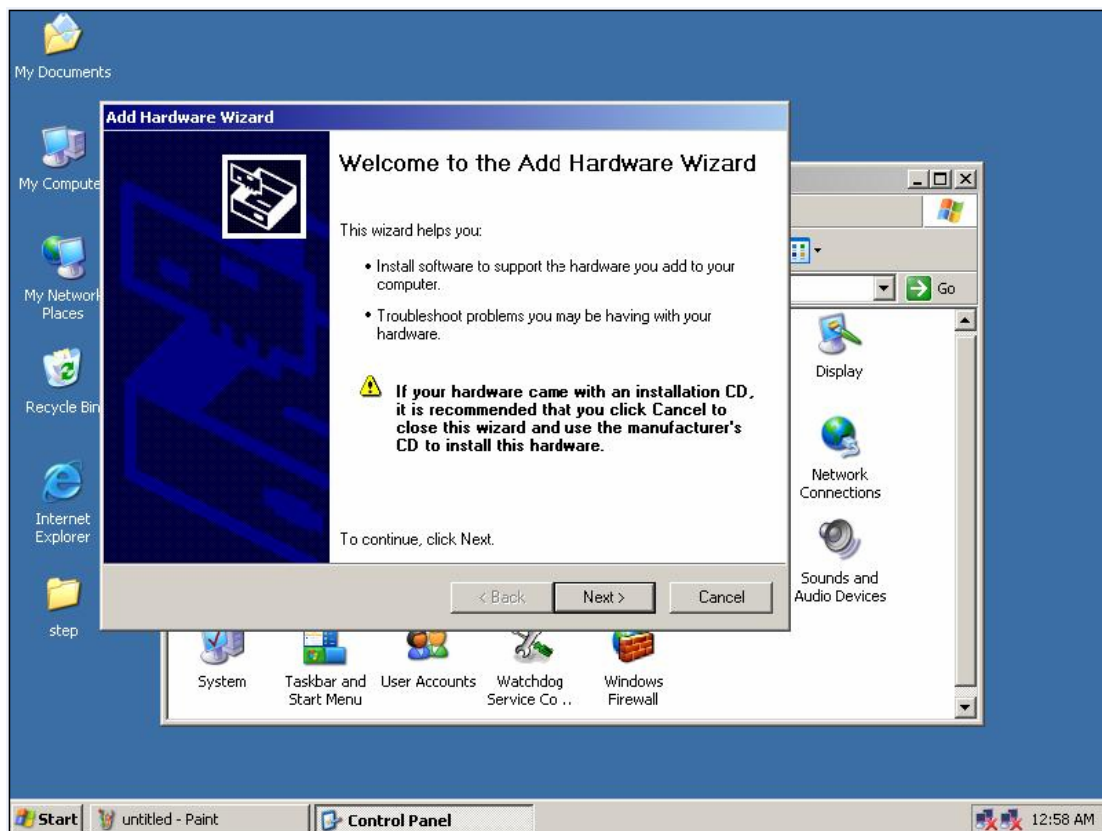 My Documents
My Compute
My Network
Places
Recycle Bin
Internet
Explorer
step
Add Hardware Wizard
Welcome to the Add Hardware Wizard
This wizard helps you:
• Install software to support the hardware you add to your
computer.
• Troubleshoot problems you may be having with your
hardware.
If your hardware came with an installation CD,
it is recommended that you click Cancel to
close this wizard and use the manufacturer's
CD to install this hardware.
To continue, click Next.
< Back
Next >
Cancel
Go
Display
Network
Connections
Sounds and
Audio Devices
System
Taskbar and
Start Menu
User Accounts
Watchdog
Service Co ..
Windows
Firewall
Start
untitled - Paint
Control Panel
12:58 AM